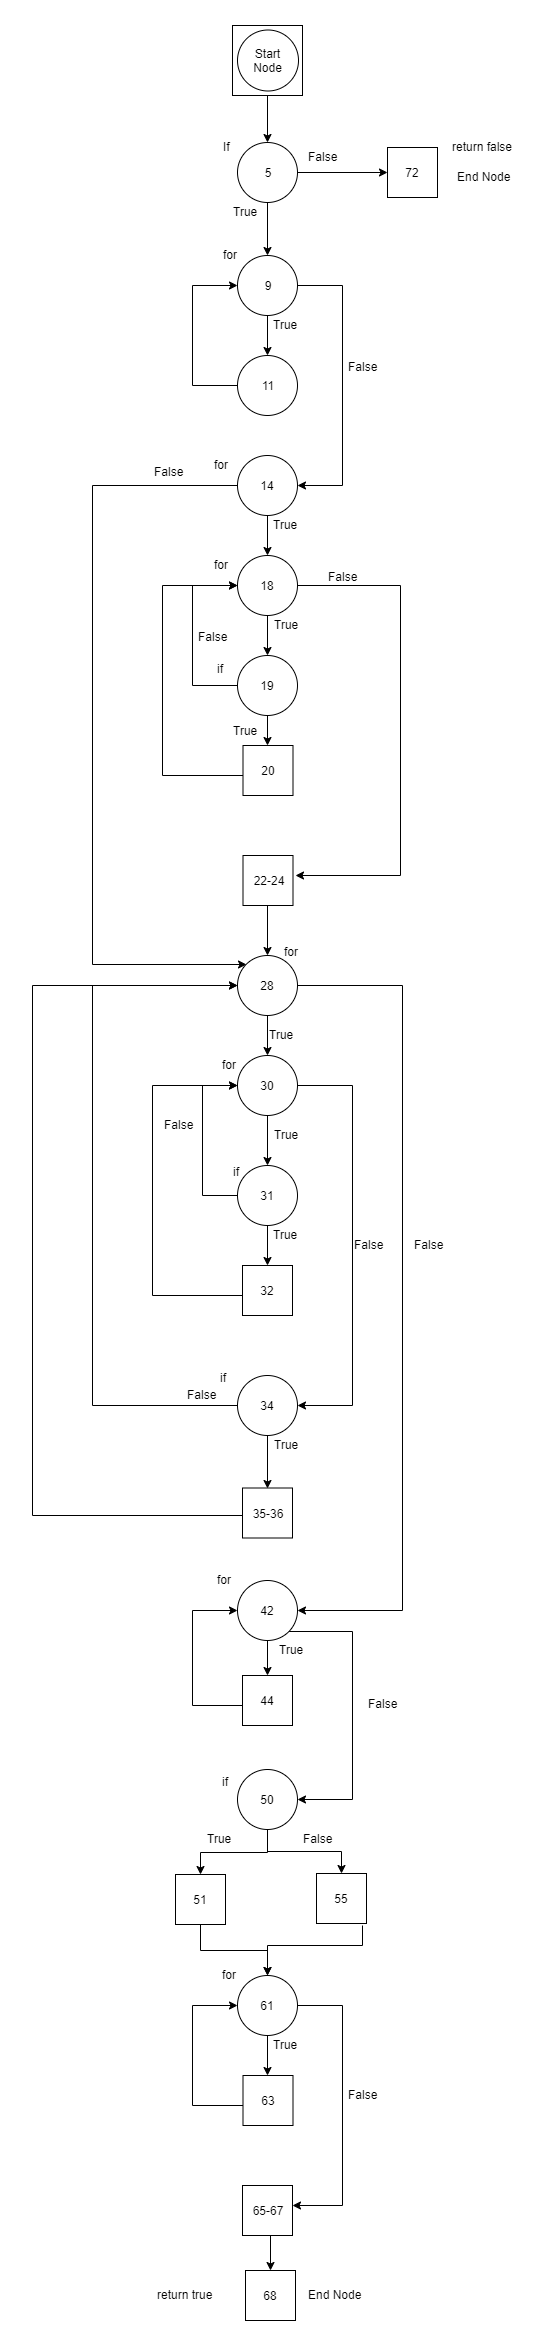 Start
Node
If
5
False
72
return false
End Node
True
for
9
True
False
11
for
False
14
True
for
False
18
True
False
if
19
True
20
22-24
for
28
True
for
30
False
True
if
31
True
False
False
32
if
False
34
True
35-36
for
42
True
44
False
if
50
True
False
51
55
for
61
True
False
63
65-67
return true
68
End Node